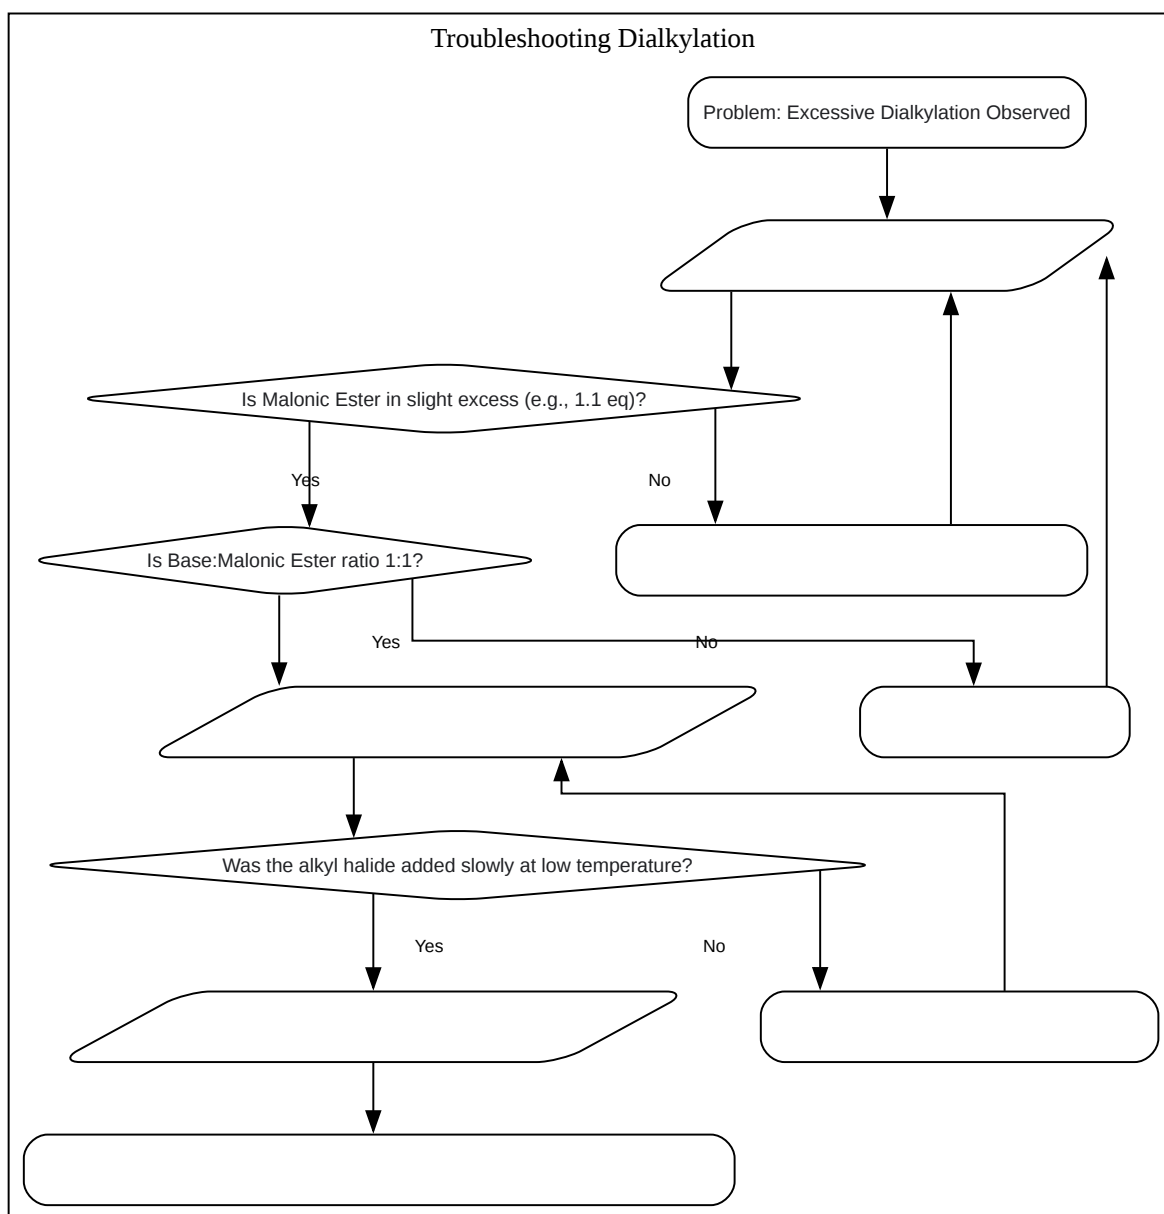 Troubleshooting Dialkylation
Problem: Excessive Dialkylation Observed
Is Malonic Ester in slight excess (e.g., 1.1 eq)?
Yes
No
Is Base:Malonic Ester ratio 1:1?
Yes
No
Was the alkyl halide added slowly at low temperature?
Yes
No